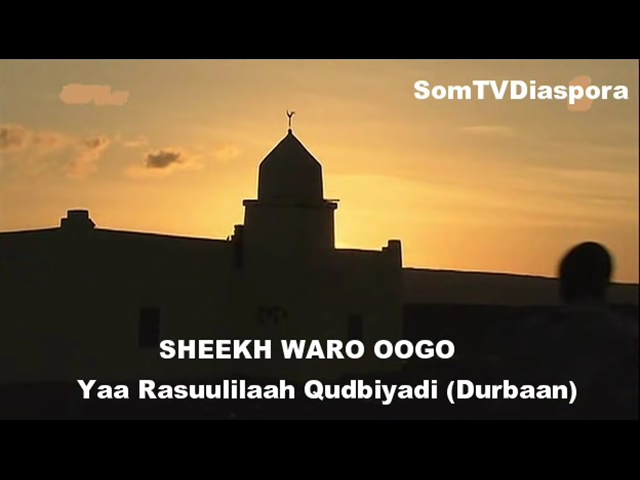 SomTVDiaspora
SHEEKH WARO OOGO
Yaa Rasuulilaah Qudbiyadi (Durbaan)